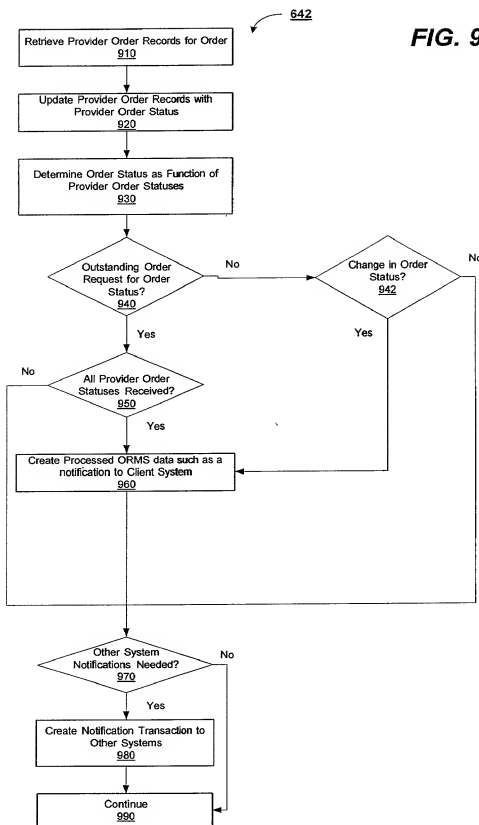 642
FIG. 9
Retrieve Provider Order Records for Order
910
Update Provider Order Records with
Provider Order Status
920
Determine Order Status as Function of
Provider Order Statuses
930
Outstanding Order
Request for Order
Status?
940
No
Change in Order
Status?
942
No
Yes
Yes
No
All Provider Order
Statuses Received?
950
Yes
Create Processed ORMS data such as a
notification to Client System
960
Other System
Notifications Needed?
970
No
Yes
Create Notification Transaction to
Other Systems
980
Continue
990